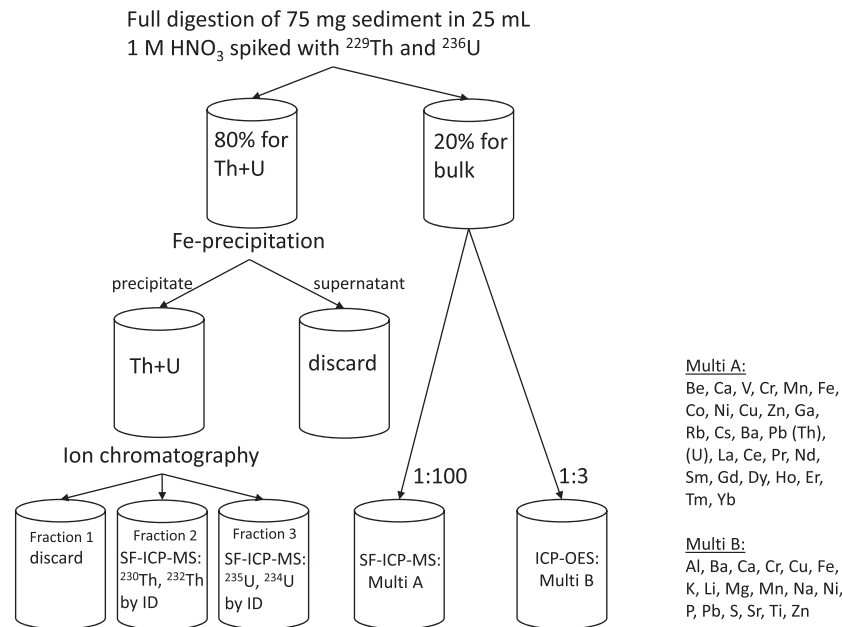 Full digestion of 75 mg sediment in 25 mL
1 M HNO₃ spiked with ²²⁹Th and ²³⁶U
80% for
Th+U
20% for
bulk
Fe-precipitation
precipitate
supernatant
Th+U
discard
Ion chromatography
1:100
1:3
Fraction 1
discard
Fraction 2
SF-ICP-MS:
²³⁰Th, ²³²Th
by ID
Fraction 3
SF-ICP-MS:
²³⁵U, ²³⁴U
by ID
SF-ICP-MS:
Multi A
ICP-OES:
Multi B
Multi A:
Be, Ca, V, Cr, Mn, Fe,
Co, Ni, Cu, Zn, Ga,
Rb, Cs, Ba, Pb (Th),
(U), La, Ce, Pr, Nd,
Sm, Gd, Dy, Ho, Er,
Tm, Yb
Multi B:
Al, Ba, Ca, Cr, Cu, Fe,
K, Li, Mg, Mn, Na, Ni,
P, Pb, S, Sr, Ti, Zn